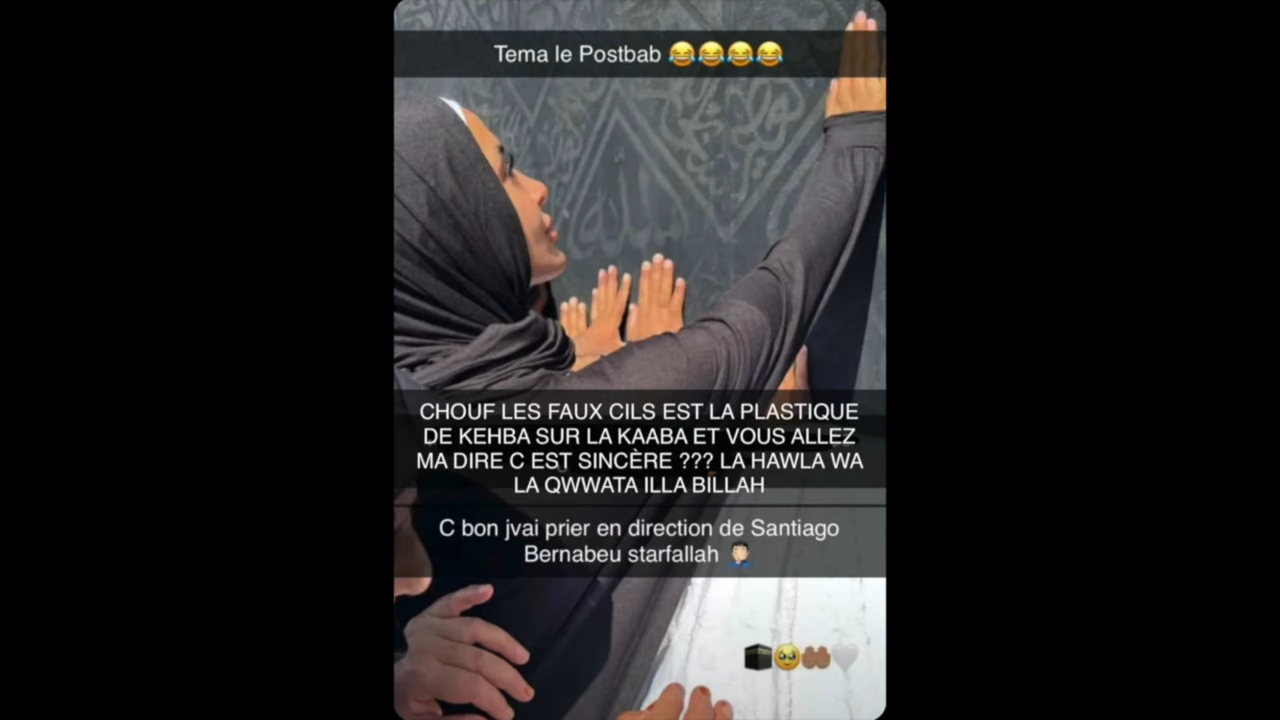 Tema le Postbab 😂😂😂😂
CHOUF LES FAUX CILS EST LA PLASTIQUE
DE KEHBA SUR LA KAABA ET VOUS ALLEZ
MA DIRE C EST SINCÈRE ??? LA HAWLA WA
LA QWWATA ILLA BILLAH
C bon jvai prier en direction de Santiago
Bernabeu starfallah 🤦🏻‍♂️
🕋🥹🤲🏾🤍